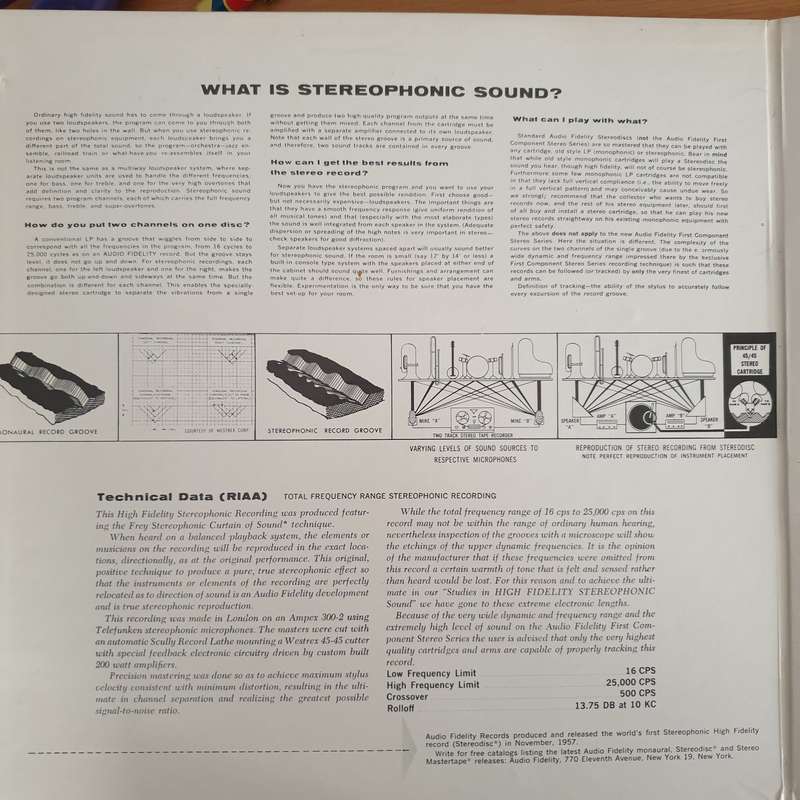 WHAT IS STEREOPHONIC SOUND?
Ordinary high fidelity sound has to come through a loudspeaker. If
you use two loudspeakers, the program can come to you through both
of them, like two holes in the wall. But when you use stereophonic re-
cordings on stereophonic equipment, each loudspeaker brings you a
different part of the total sound, so the program—orchestra—jazz en-
semble, railroad train or what-have-you re-assembles itself in your
listening room.
This is not the same as a multiway loudspeaker system, where sep-
arate loudspeaker units are used to handle the different frequencies,
one for bass, one for treble, and one for the very high overtones that
add definition and clarity to the reproduction. Stereophonic sound
requires two program channels, each of which carries the full frequency
range, bass, treble, and super-overtones.
How do you put two channels on one disc?
A conventional LP has a groove that wiggles from side to side to
correspond with all the frequencies in the program, from 16 cycles to
25,000 cycles as on an AUDIO FIDELITY record. But the groove stays
level, it does not go up and down. For stereophonic recordings, each
channel, one for the left loudspeaker and one for the right, makes the
groove go both up-and-down and sideways at the same time. But the
combination is different for each channel. This enables the specially
designed stereo cartridge to separate the vibrations from a single
groove and produce two high quality program outputs at the same time
without getting them mixed. Each channel from the cartridge must be
amplified with a separate amplifier connected to its own loudspeaker.
Note that each wall of the stereo groove is a primary source of sound,
and therefore, two sound tracks are contained in every groove.
How can I get the best results from
the stereo record?
Now you have the stereophonic program and you want to use your
loudspeakers to give the best possible rendition. First choose good—
but not necessarily expensive—loudspeakers. The important things are
that they have a smooth frequency response (give uniform rendition of
all musical tones) and that (especially with the most elaborate types)
the sound is well integrated from each speaker in the system. (Adequate
dispersion or spreading of the high notes is very important in stereo—
check speakers for good diffraction).
Separate loudspeaker systems spaced apart will usually sound better
for stereophonic sound. If the room is small (say 12' by 14' or less) a
built-in console type system with the speakers placed at either end of
the cabinet should sound quite well. Furnishings and arrangement can
make quite a difference, so these rules for speaker placement are
flexible. Experimentation is the only way to be sure that you have the
best set-up for your room.
What can I play with what?
Standard Audio Fidelity Stereodiscs (not the Audio Fidelity First
Component Stereo Series) are so mastered that they can be played with
any cartridge, old style LP (monophonic) or stereophonic. Bear in mind
that while old style monophonic cartridges will play a Stereodisc the
sound you hear, though high fidelity, will not of course be stereophonic.
Furthermore some few monophonic LP cartridges are not compatible
in that they lack full vertical compliance (i.e., the ability to move freely
in a full vertical pattern) and may conceivably cause undue wear. So
we strongly recommend that the collector who wants to buy stereo
records now, and the rest of his stereo equipment later, should first
of all buy and install a stereo cartridge, so that he can play his new
stereo records straightway on his existing monophonic equipment with
perfect safety.
The above does not apply to the new Audio Fidelity First Component
Stereo Series. Here the situation is different. The complexity of the
curves on the two channels of the single groove (due to the enormously
wide dynamic and frequency range impressed there by the exclusive
First Component Series recording technique) is such that these
records can be followed (or tracked) by only the very finest of cartridges
and arms.
Definition of tracking—the ability of the stylus to accurately follow
every excursion of the record groove.
MONAURAL RECORD GROOVE
COURTESY OF WESTREX CORP.
STEREOPHONIC RECORD GROOVE
MIKE "A"
MIKE "B"
TWO TRACK STEREO TAPE RECORDER
VARYING LEVELS OF SOUND SOURCES TO
RESPECTIVE MICROPHONES
SPEAKER "A"
AMP "A"
AMP "B"
SPEAKER "B"
REPRODUCTION OF STEREO RECORDING FROM STEREODISC
NOTE PERFECT REPRODUCTION OF INSTRUMENT PLACEMENT
PRINCIPLE OF
45/45
STEREO
CARTRIDGE
Technical Data (RIAA) TOTAL FREQUENCY RANGE STEREOPHONIC RECORDING
This High Fidelity Stereophonic Recording was produced featur-
ing the Frey Stereophonic Curtain of Sound* technique.
When heard on a balanced playback system, the elements or
musicians on the recording will be reproduced in the exact loca-
tions, directionally, as at the original performance. This original,
positive technique to produce a pure, true stereophonic effect so
that the instruments or elements of the recording are perfectly
relocated as to direction of sound is an Audio Fidelity development
and is true stereophonic reproduction.
This recording was made in London on an Ampex 300-2 using
Telefunken stereophonic microphones. The masters were cut with
an automatic Scully Record Lathe mounting a Westrex 45-45 cutter
with special feedback electronic circuitry driven by custom built
200 watt amplifiers.
Precision mastering was done so as to achieve maximum stylus
velocity consistent with minimum distortion, resulting in the ulti-
mate in channel separation and realizing the greatest possible
signal-to-noise ratio.
While the total frequency range of 16 cps to 25,000 cps on this
record may not be within the range of ordinary human hearing,
nevertheless inspection of the grooves with a microscope will show
the etchings of the upper dynamic frequencies. It is the opinion
of the manufacturer that if these frequencies were omitted from
this record a certain warmth of tone that is felt and sensed rather
than heard would be lost. For this reason and to achieve the ulti-
mate in our "Studies in HIGH FIDELITY STEREOPHONIC
Sound" we have gone to these extreme electronic lengths.
Because of the very wide dynamic and frequency range and the
extremely high level of sound on the Audio Fidelity First Com-
ponent Stereo Series the user is advised that only the very highest
quality cartridges and arms are capable of properly tracking this
record.
Low Frequency Limit 16 CPS
High Frequency Limit 25,000 CPS
Crossover 500 CPS
Rolloff 13.75 DB at 10 KC
Audio Fidelity Records produced and released the world's first Stereophonic High Fidelity
record (Stereodisc*) in November, 1957.
Write for free catalogs listing the latest Audio Fidelity monaural, Stereodisc* and Stereo
Mastertape* releases: Audio Fidelity, 770 Eleventh Avenue, New York 19, New York.